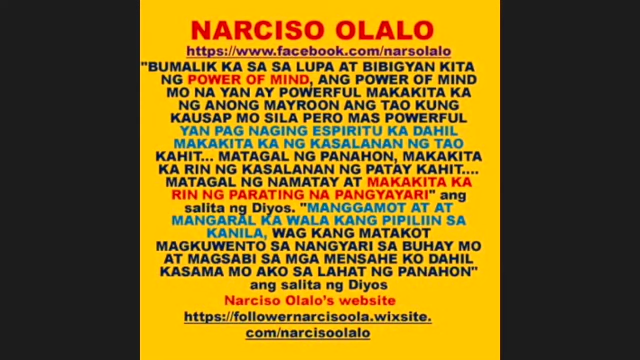 NARCISO OLALO
https://www.facebook.com/narsolalo
"BUMALIK KA SA SA LUPA AT BIBIGYAN KITA
NG POWER OF MIND, ANG POWER OF MIND
MO NA YAN AY POWERFUL MAKAKITA KA
NG ANONG MAYROON ANG TAO KUNG
KAUSAP MO SILA PERO MAS POWERFUL
YAN PAG NAGING ESPIRITU KA DAHIL
MAKAKITA KA NG KASALANAN NG TAO
KAHIT... MATAGAL NG PANAHON, MAKAKITA
KA RIN NG KASALANAN NG PATAY KAHIT....
MATAGAL NG NAMATAY AT MAKAKITA KA
RIN NG PARATING NA PANGYAYARI" ang
salita ng Diyos. "MANGGAMOT AT AT
MANGARAL KA WALA KANG PIPILIIN SA
KANILA, WAG KANG MATAKOT
MAGKUWENTO SA NANGYARI SA BUHAY MO
AT MAGSABI SA MGA MENSAHE KO DAHIL
KASAMA MO AKO SA LAHAT NG PANAHON"
ang salita ng Diyos
Narciso Olalo's website
https://followernarcisoola.wixsite.
com/narcisoolalo